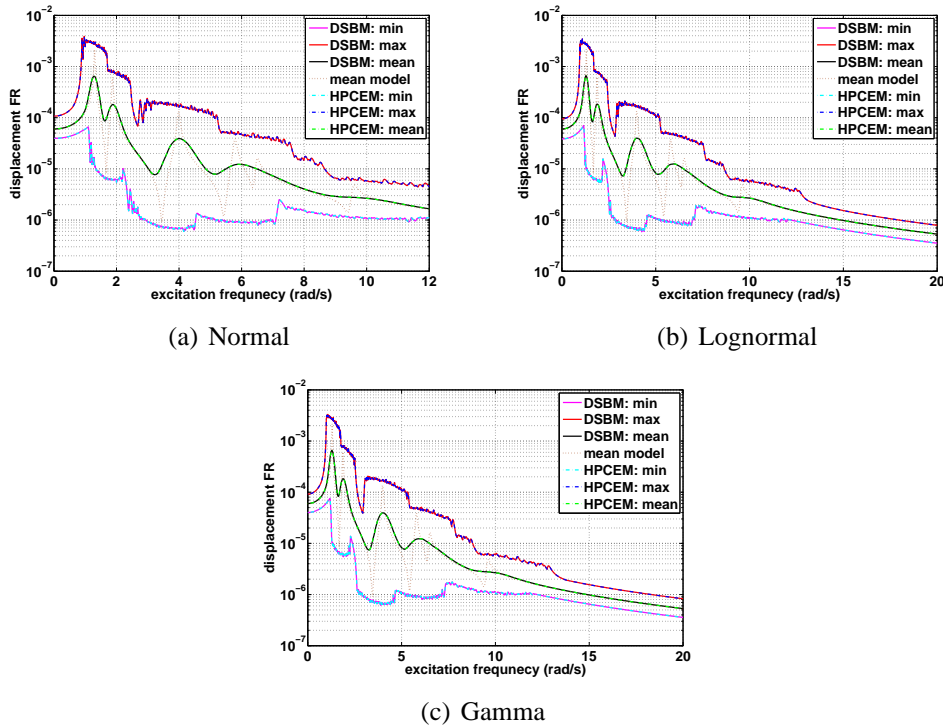 10⁻²
10⁻³
10⁻⁴
10⁻⁵
10⁻⁶
10⁻⁷
displacement FR
DSBM: min
DSBM: max
DSBM: mean
mean model
HPCEM: min
HPCEM: max
HPCEM: mean
0 2 4 6 8 10 12
excitation frequnecy (rad/s)
(a) Normal
10⁻²
10⁻³
10⁻⁴
10⁻⁵
10⁻⁶
10⁻⁷
displacement FR
DSBM: min
DSBM: max
DSBM: mean
mean model
HPCEM: min
HPCEM: max
HPCEM: mean
0 5 10 15 20
excitation frequnecy (rad/s)
(b) Lognormal
10⁻²
10⁻³
10⁻⁴
10⁻⁵
10⁻⁶
10⁻⁷
displacement FR
DSBM: min
DSBM: max
DSBM: mean
mean model
HPCEM: min
HPCEM: max
HPCEM: mean
0 5 10 15 20
excitation frequnecy (rad/s)
(c) Gamma